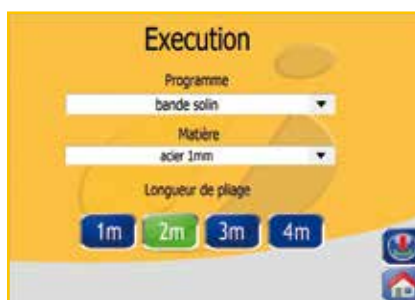 Execution
Programme
bande solin
Matière
acier 1mm
Longueur de pliage
1m 2m 3m 4m